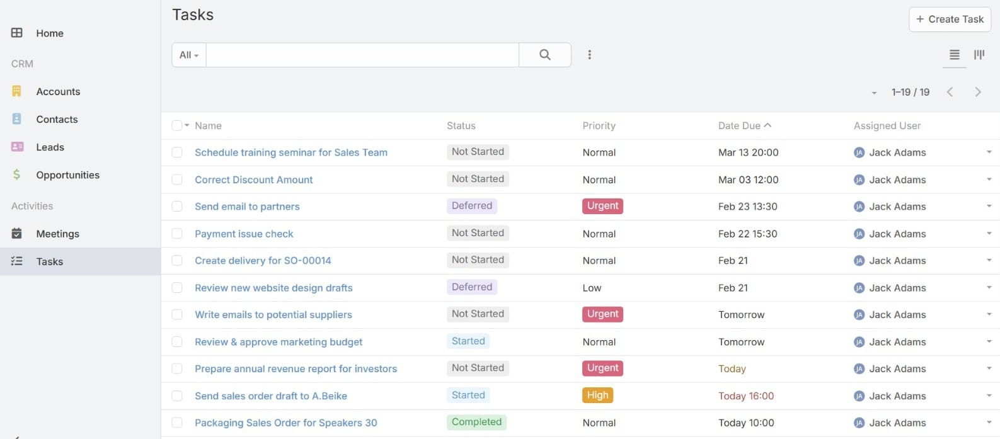 Tasks
+ Create Task
Home
CRM
All
Accounts
1–19 / 19
Contacts
Name Status Priority Date Due Assigned User
Leads
Schedule training seminar for Sales Team Not Started Normal Mar 13 20:00 JA Jack Adams
Opportunities
Correct Discount Amount Not Started Normal Mar 03 12:00 JA Jack Adams
Activities
Send email to partners Deferred Urgent Feb 23 13:30 JA Jack Adams
Meetings
Payment issue check Not Started Normal Feb 22 15:30 JA Jack Adams
Tasks
Create delivery for SO-00014 Not Started Normal Feb 21 JA Jack Adams
Review new website design drafts Deferred Low Feb 21 JA Jack Adams
Write emails to potential suppliers Not Started Urgent Tomorrow JA Jack Adams
Review & approve marketing budget Started Normal Tomorrow JA Jack Adams
Prepare annual revenue report for investors Not Started Urgent Today JA Jack Adams
Send sales order draft to A.Beike Started High Today 16:00 JA Jack Adams
Packaging Sales Order for Speakers 30 Completed Normal Today 10:00 JA Jack Adams